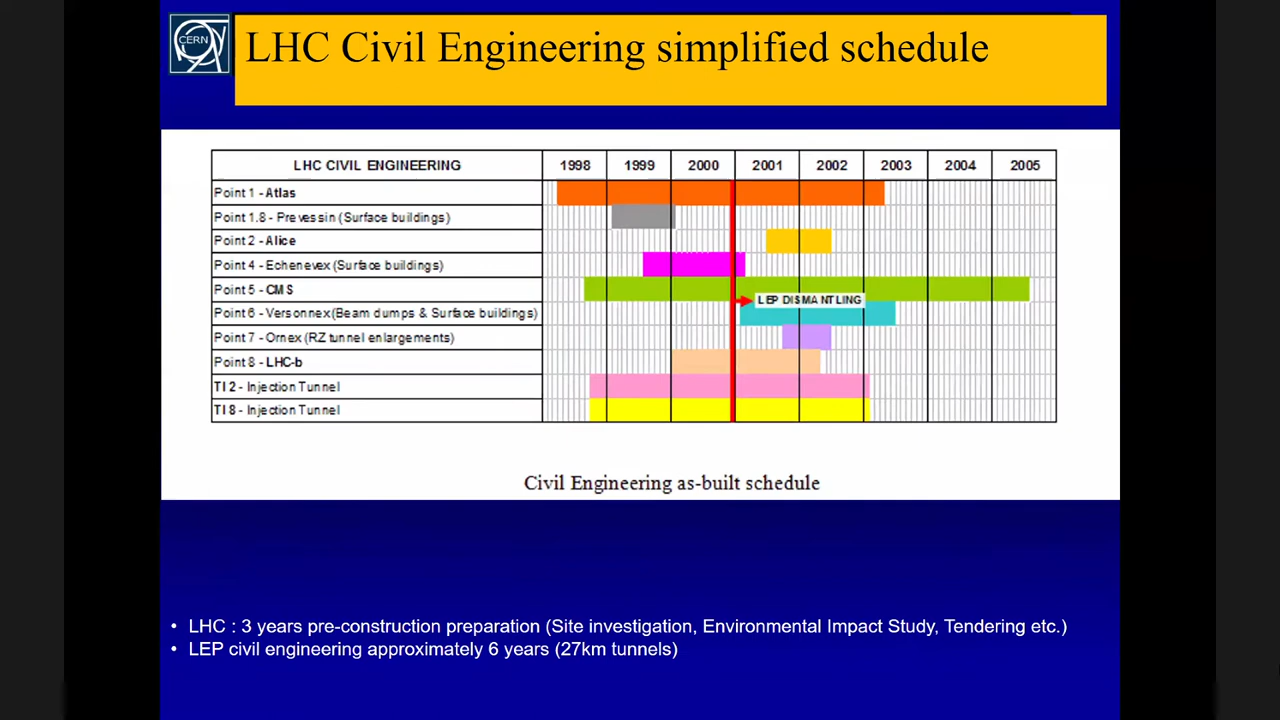 CERN
LHC Civil Engineering simplified schedule
LHC CIVIL ENGINEERING 1998 1999 2000 2001 2002 2003 2004 2005
Point 1 - Atlas
Point 1.8 - Prevessin (Surface buildings)
Point 2 - Alice
Point 4 - Echenevex (Surface buildings)
Point 5 - CMS
LEP DISMANTLING
Point 6 - Versonnex(Beam dumps & Surface buildings)
Point 7 - Ornex (RZ tunnel enlargements)
Point 8 - LHC-b
TI 2 - Injection Tunnel
TI 8 - Injection Tunnel
Civil Engineering as-built schedule
• LHC : 3 years pre-construction preparation (Site investigation, Environmental Impact Study, Tendering etc.)
• LEP civil engineering approximately 6 years (27km tunnels)